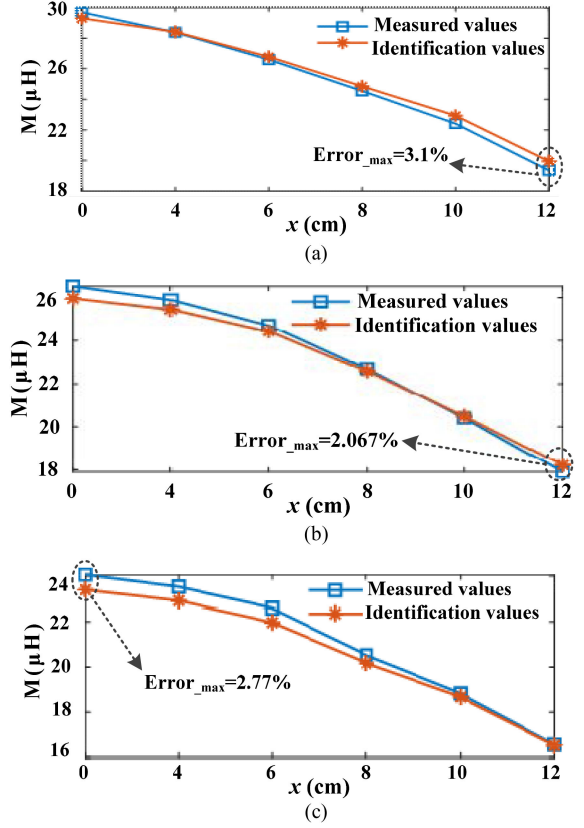 30
26
22
18
M(μH)
Measured values
Identification values
Error_max=3.1%
0 4 6 8 10 12
x (cm)
(a)
26
24
22
20
18
M(μH)
Measured values
Identification values
Error_max=2.067%
0 4 6 8 10 12
x (cm)
(b)
24
22
20
18
16
M(μH)
Measured values
Identification values
Error_max=2.77%
0 4 6 8 10 12
x (cm)
(c)